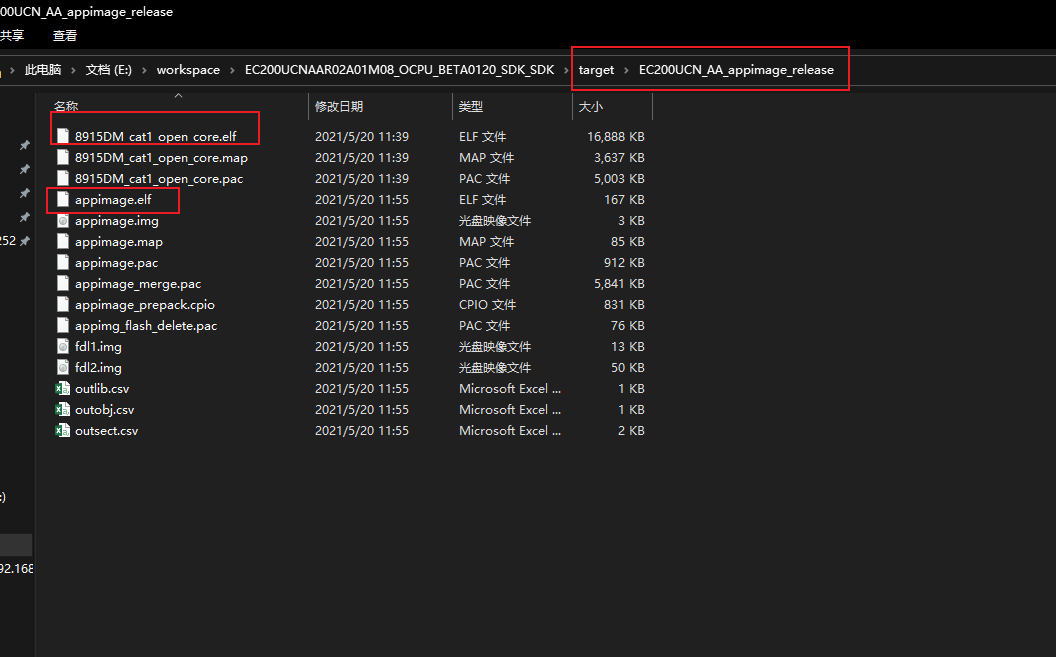 00UCN_AA_appimage_release
共享 查看
此电脑 › 文档 (E:) › workspace › EC200UCNAAR02A01M08_OCPU_BETA0120_SDK_SDK › target › EC200UCN_AA_appimage_release
名称 修改日期 类型 大小
8915DM_cat1_open_core.elf 2021/5/20 11:39 ELF 文件 16,888 KB
8915DM_cat1_open_core.map 2021/5/20 11:39 MAP 文件 3,637 KB
8915DM_cat1_open_core.pac 2021/5/20 11:39 PAC 文件 5,003 KB
appimage.elf 2021/5/20 11:55 ELF 文件 167 KB
appimage.img 2021/5/20 11:55 光盘映像文件 3 KB
252 appimage.map 2021/5/20 11:55 MAP 文件 85 KB
appimage.pac 2021/5/20 11:55 PAC 文件 912 KB
appimage_merge.pac 2021/5/20 11:55 PAC 文件 5,841 KB
appimage_prepack.cpio 2021/5/20 11:55 CPIO 文件 831 KB
appimg_flash_delete.pac 2021/5/20 11:55 PAC 文件 76 KB
fdl1.img 2021/5/20 11:55 光盘映像文件 13 KB
fdl2.img 2021/5/20 11:55 光盘映像文件 50 KB
outlib.csv 2021/5/20 11:55 Microsoft Excel ... 1 KB
outobj.csv 2021/5/20 11:55 Microsoft Excel ... 1 KB
outsect.csv 2021/5/20 11:55 Microsoft Excel ... 2 KB
:)
92.168